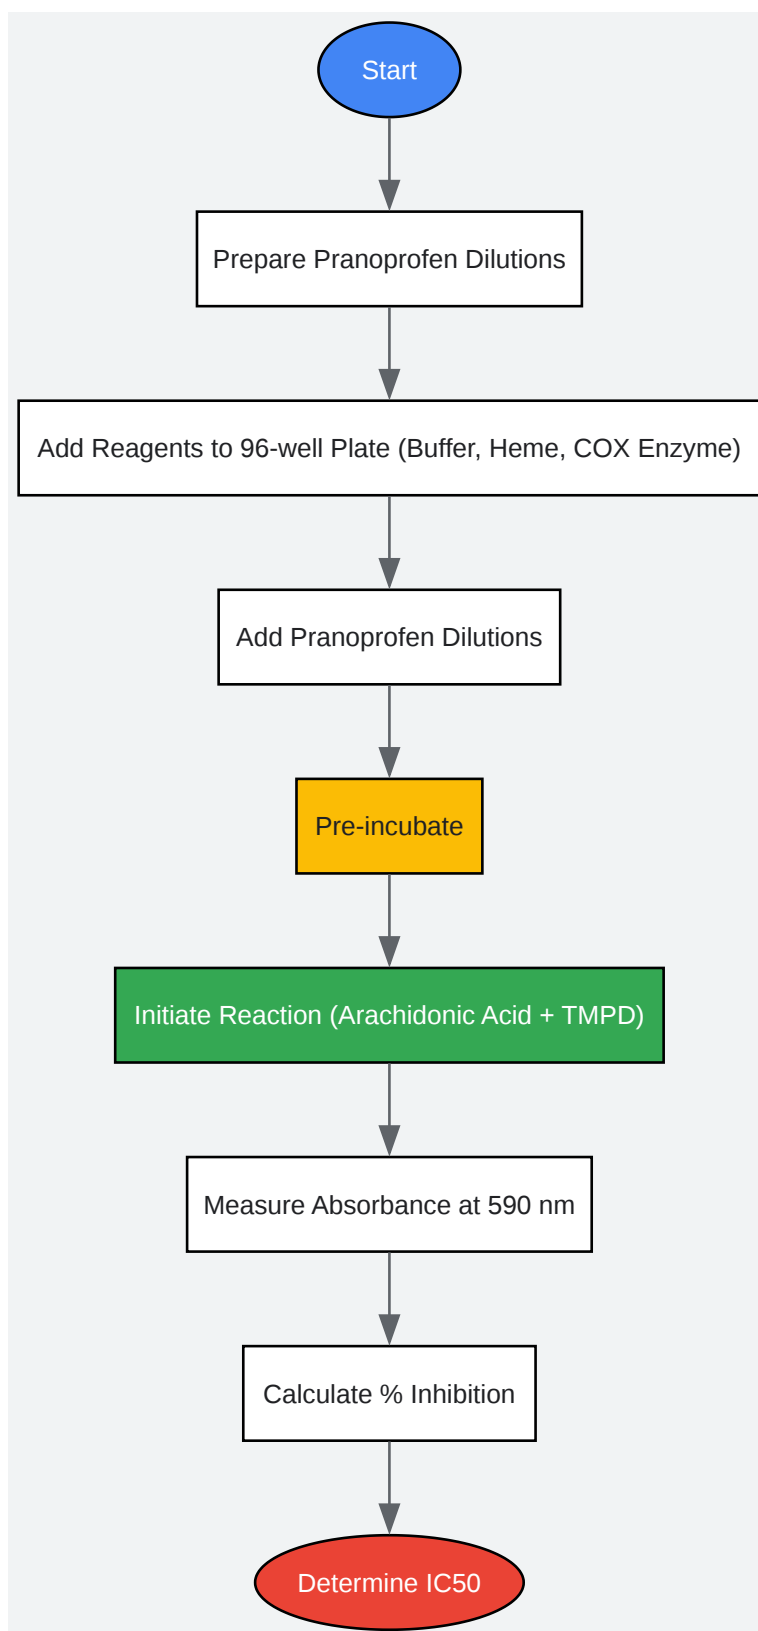 Start
Prepare Pranoprofen Dilutions
Add Reagents to 96-well Plate (Buffer, Heme, COX Enzyme)
Add Pranoprofen Dilutions
Pre-incubate
Initiate Reaction (Arachidonic Acid + TMPD)
Measure Absorbance at 590 nm
Calculate % Inhibition
Determine IC50